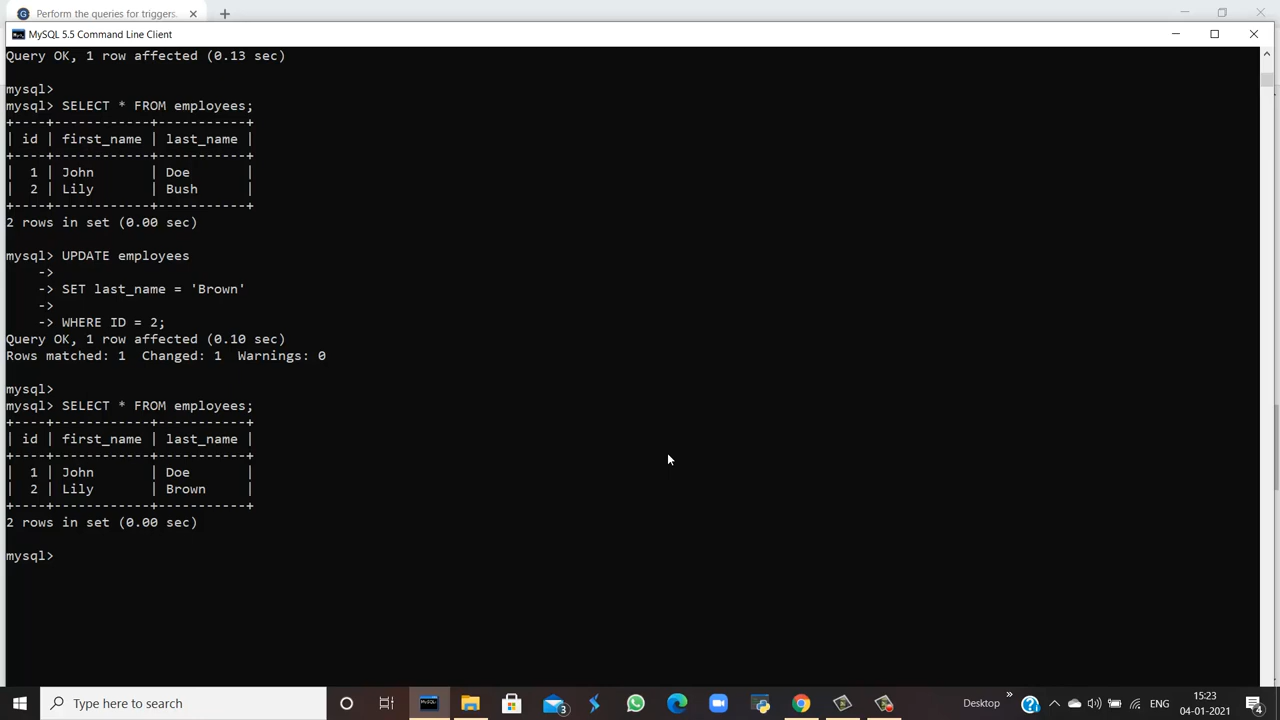 Perform the queries for triggers.
MySQL 5.5 Command Line Client
Query OK, 1 row affected (0.13 sec)
mysql>
mysql> SELECT * FROM employees;
+----+------------+-----------+
| id | first_name | last_name |
+----+------------+-----------+
|  1 | John       | Doe       |
|  2 | Lily       | Bush      |
+----+------------+-----------+
2 rows in set (0.00 sec)
mysql> UPDATE employees
    ->
    -> SET last_name = 'Brown'
    ->
    -> WHERE ID = 2;
Query OK, 1 row affected (0.10 sec)
Rows matched: 1  Changed: 1  Warnings: 0
mysql>
mysql> SELECT * FROM employees;
+----+------------+-----------+
| id | first_name | last_name |
+----+------------+-----------+
|  1 | John       | Doe       |
|  2 | Lily       | Brown     |
+----+------------+-----------+
2 rows in set (0.00 sec)
mysql>
Type here to search
3
Desktop
ENG
15:23
04-01-2021
4